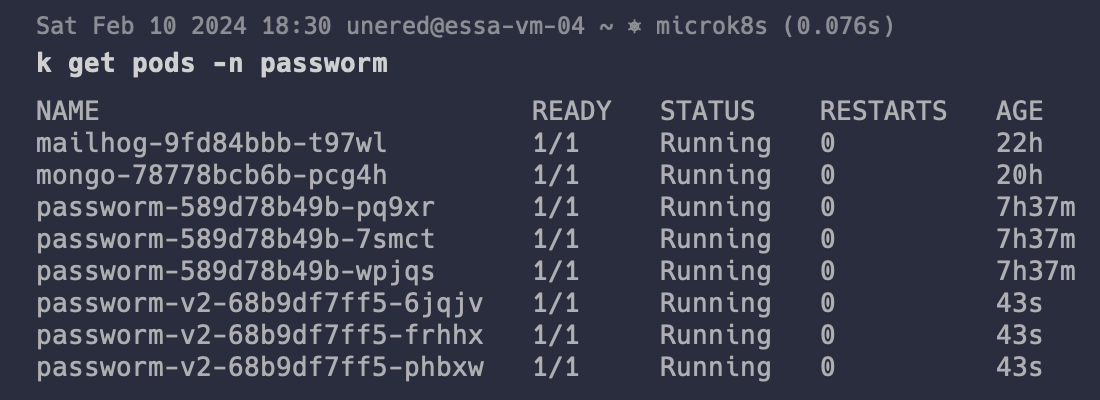 Sat Feb 10 2024 18:30 unered@essa-vm-04 ~ ⎈ microk8s (0.076s)
k get pods -n passworm
NAME READY STATUS RESTARTS AGE
mailhog-9fd84bbb-t97wl 1/1 Running 0 22h
mongo-78778bcb6b-pcg4h 1/1 Running 0 20h
passworm-589d78b49b-pq9xr 1/1 Running 0 7h37m
passworm-589d78b49b-7smct 1/1 Running 0 7h37m
passworm-589d78b49b-wpjqs 1/1 Running 0 7h37m
passworm-v2-68b9df7ff5-6jqjv 1/1 Running 0 43s
passworm-v2-68b9df7ff5-frhhx 1/1 Running 0 43s
passworm-v2-68b9df7ff5-phbxw 1/1 Running 0 43s